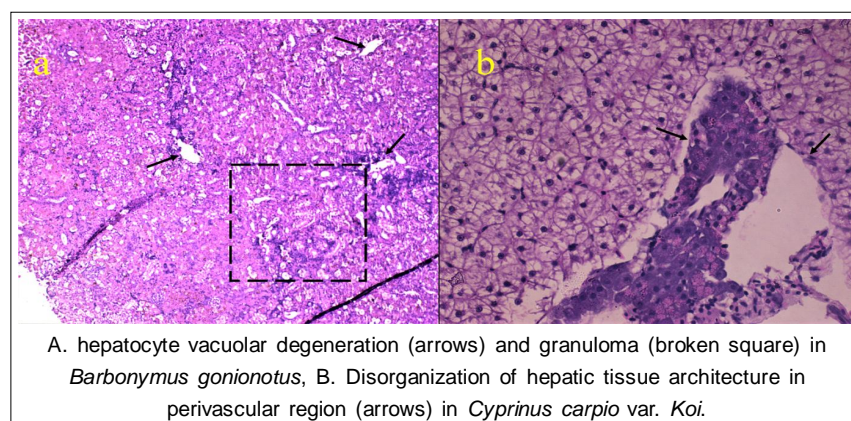 a
b
A. hepatocyte vacuolar degeneration (arrows) and granuloma (broken square) in
Barbonymus gonionotus, B. Disorganization of hepatic tissue architecture in
perivascular region (arrows) in Cyprinus carpio var. Koi.